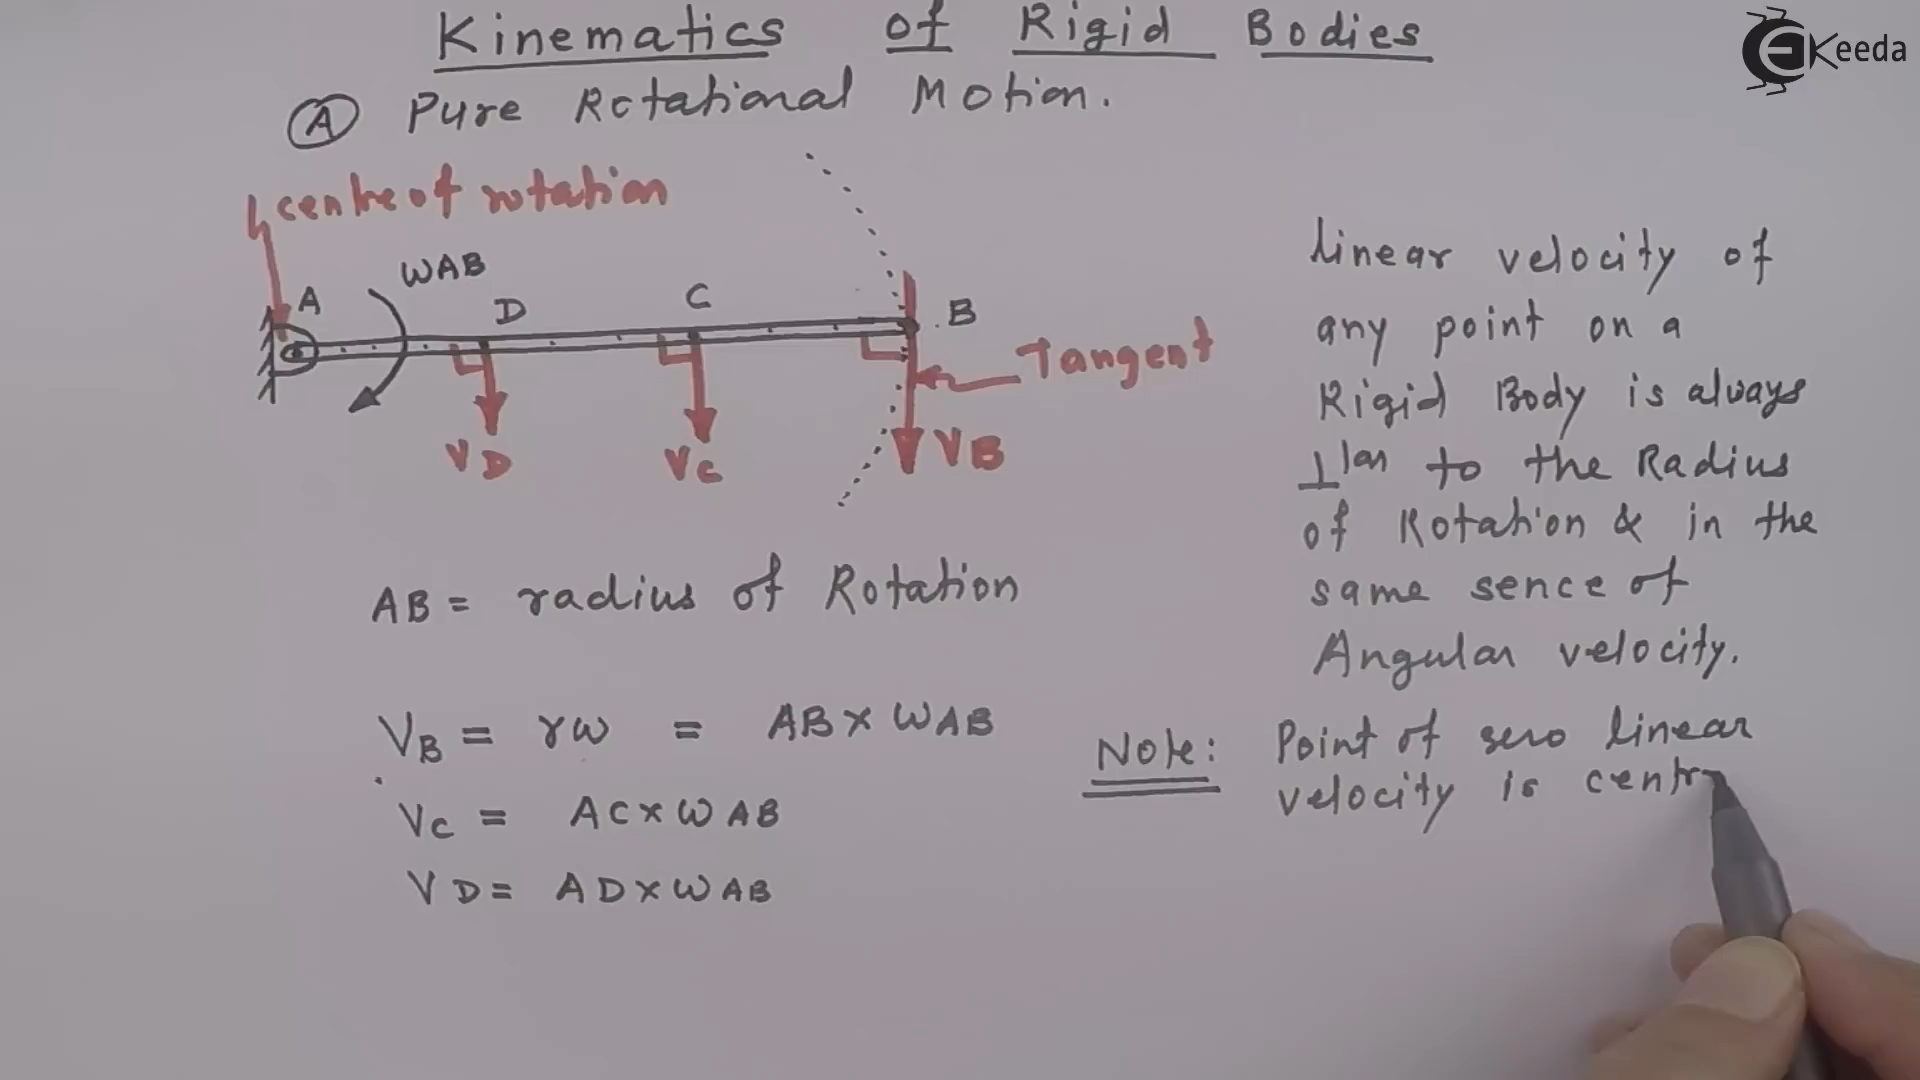 Kinematics of Rigid Bodies
EKeeda
A Pure Rotational Motion.
centre of rotation
WAB
A
D
C
B
Tangent
VD
VC
VB
linear velocity of
any point on a
Rigid Body is always
⊥lar to the Radius
of Rotation & in the
same sence of
Angular velocity.
AB = radius of Rotation
VB = rω = AB × WAB
VC = AC × WAB
VD = AD × WAB
Note: Point of zero linear
velocity is centr